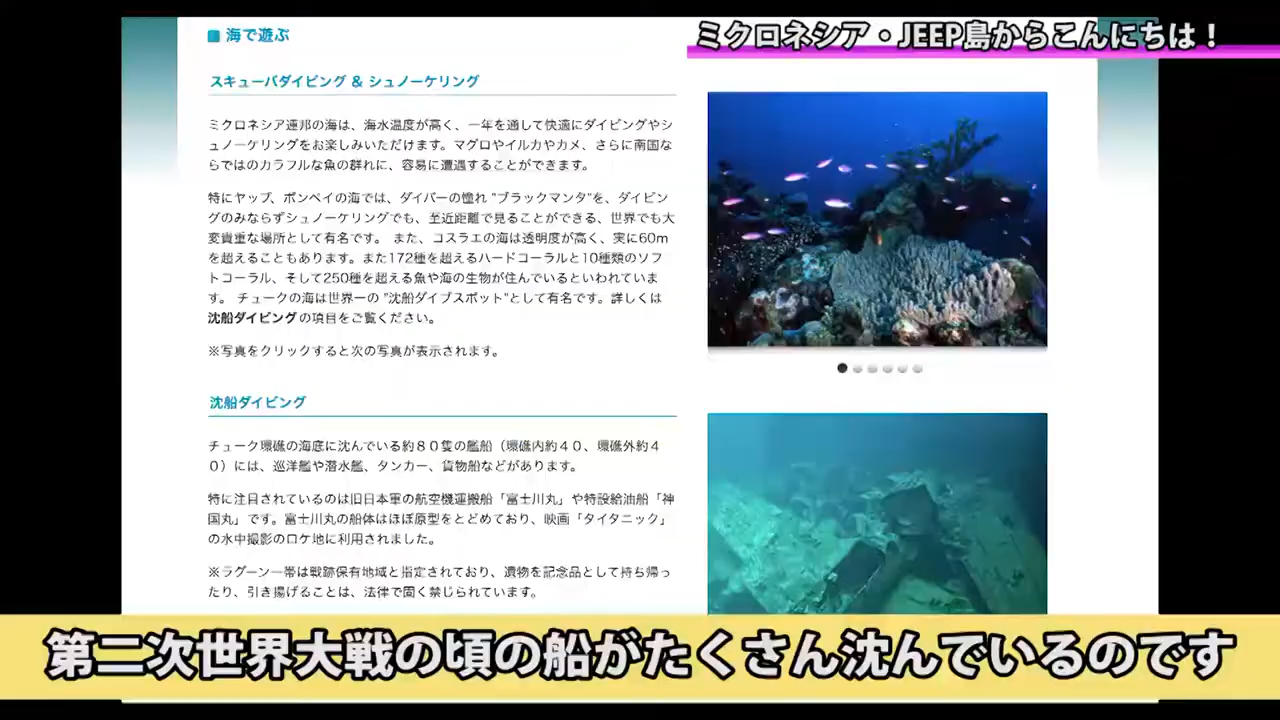 ミクロネシア・JEEP島からこんにちは！
海で遊ぶ
スキューバダイビング & シュノーケリング
ミクロネシア連邦の海は、海水温度が高く、一年を通して快適にダイビングやシ
ュノーケリングをお楽しみいただけます。マグロやイルカやカメ、さらに南国な
らではのカラフルな魚の群れに、容易に遭遇することができます。
特にヤップ、ポンペイの海では、ダイバーの憧れ "ブラックマンタ"を、ダイビン
グのみならずシュノーケリングでも、至近距離で見ることができる、世界でも大
変貴重な場所として有名です。 また、コスラエの海は透明度が高く、実に60m
を超えることもあります。また172種を超えるハードコーラルと10種類のソフ
トコーラル、そして250種を超える魚や海の生物が住んでいるといわれていま
す。 チュークの海は世界一の "沈船ダイブスポット"として有名です。詳しくは
沈船ダイビングの項目をご覧ください。
※写真をクリックすると次の写真が表示されます。
沈船ダイビング
チューク環礁の海底に沈んでいる約８０隻の艦船（環礁内約４０、環礁外約４
０）には、巡洋艦や潜水艦、タンカー、貨物船などがあります。
特に注目されているのは旧日本軍の航空機運搬船「富士川丸」や特設給油船「神
国丸」です。富士川丸の船体はほぼ原型をとどめており、映画「タイタニック」
の水中撮影のロケ地に利用されました。
※ラグーン一帯は戦跡保有地域と指定されており、遺物を記念品として持ち帰っ
たり、引き揚げることは、法律で固く禁じられています。
第二次世界大戦の頃の船がたくさん沈んでいるのです